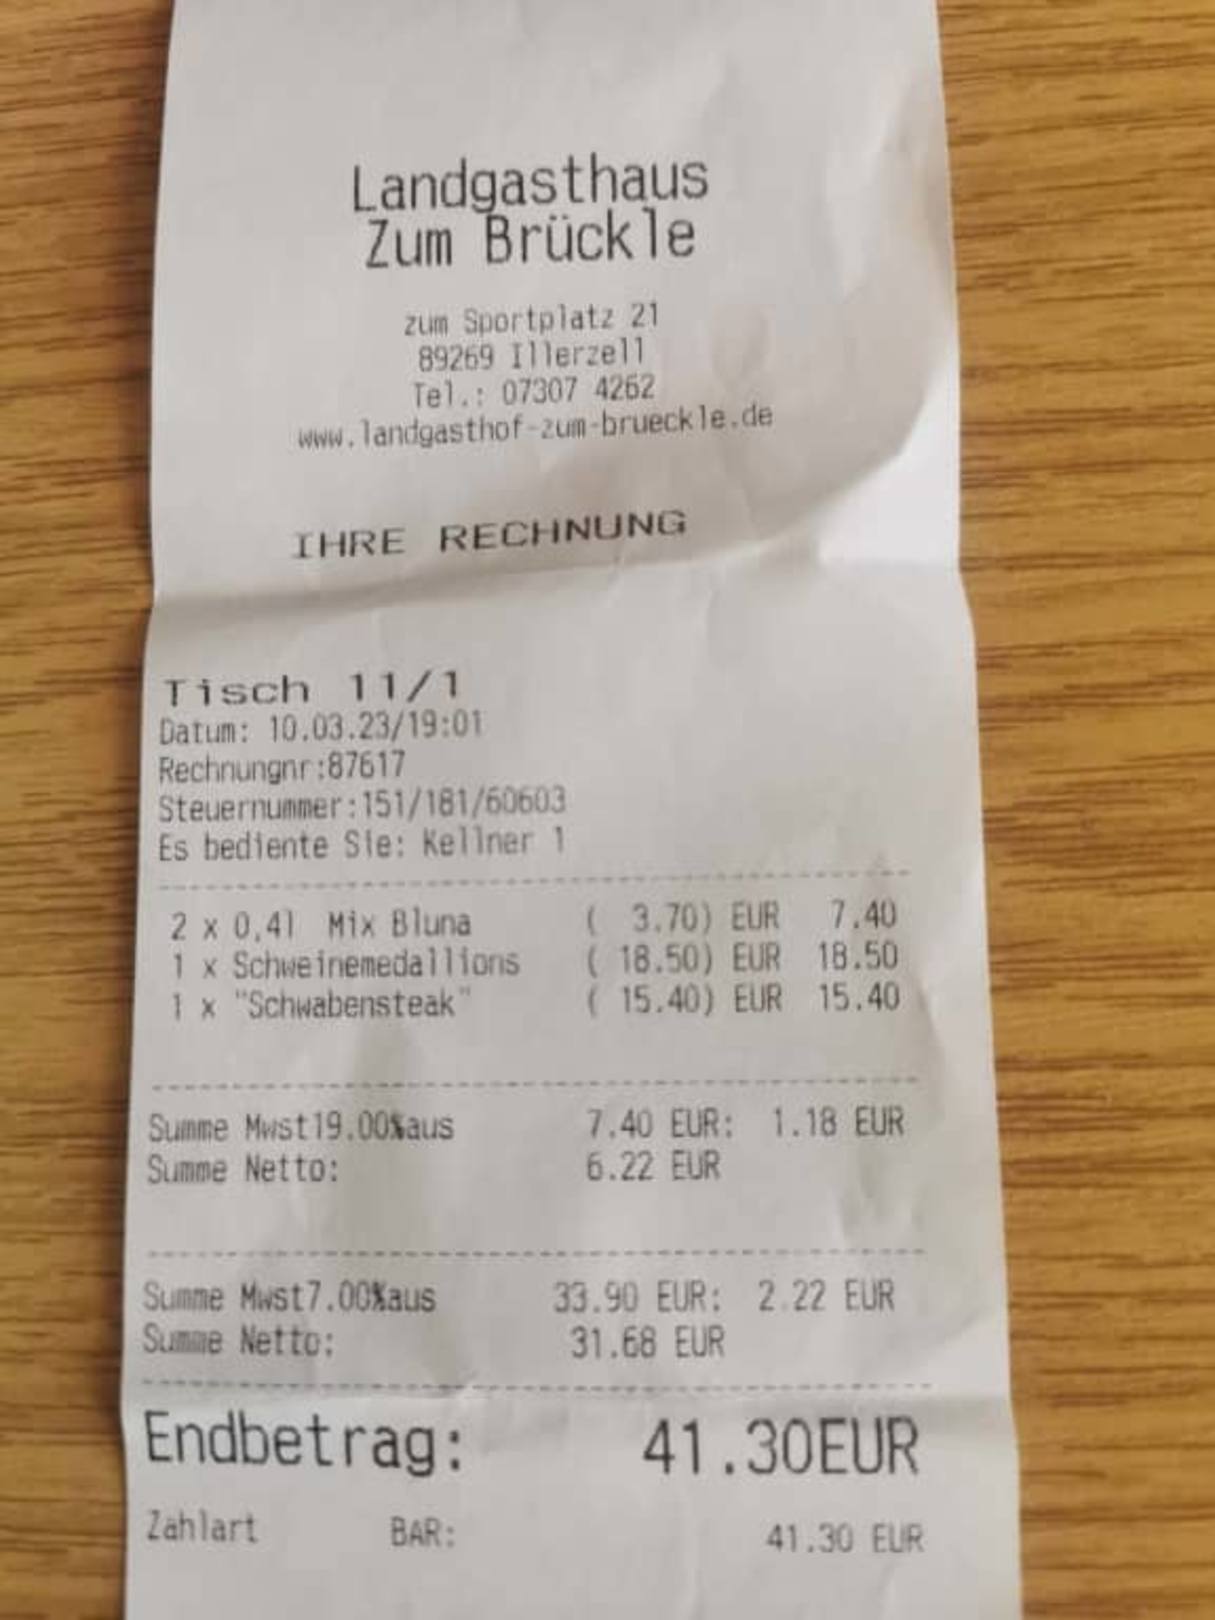 Landgasthaus
Zum Brückle
zum Sportplatz 21
89269 Illerzell
Tel.: 07307 4262
www.landgasthof-zum-brueckle.de
IHRE RECHNUNG
Tisch 11/1
Datum: 10.03.23/19:01
Rechnungnr:87617
Steuernummer:151/181/60603
Es bediente Sie: Kellner 1
2 x 0,4l Mix Bluna ( 3.70) EUR 7.40
1 x Schweinemedallions ( 18.50) EUR 18.50
1 x "Schwabensteak" ( 15.40) EUR 15.40
Summe Mwst19.00%aus 7.40 EUR: 1.18 EUR
Summe Netto: 6.22 EUR
Summe Mwst7.00%aus 33.90 EUR: 2.22 EUR
Summe Netto: 31.68 EUR
Endbetrag: 41.30EUR
Zahlart BAR: 41.30 EUR